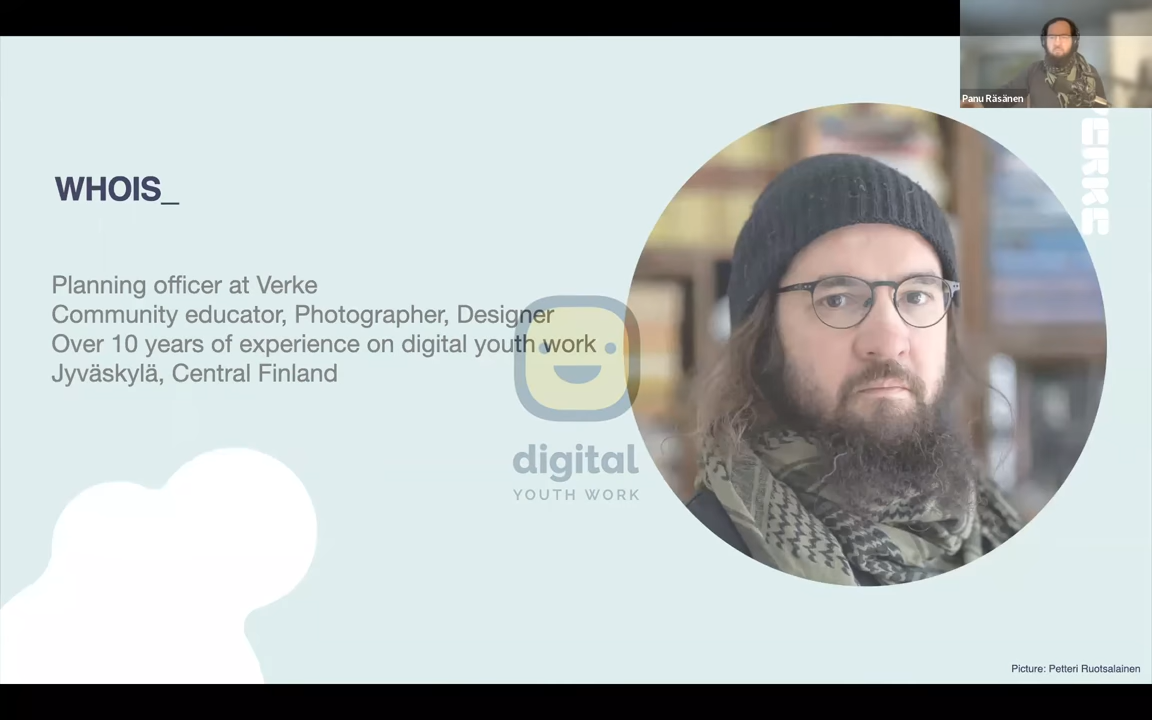 Panu Räsänen
VERKE
WHOIS_
Planning officer at Verke
Community educator, Photographer, Designer
Over 10 years of experience on digital youth work
Jyväskylä, Central Finland
digital
YOUTH WORK
Picture: Petteri Ruotsalainen